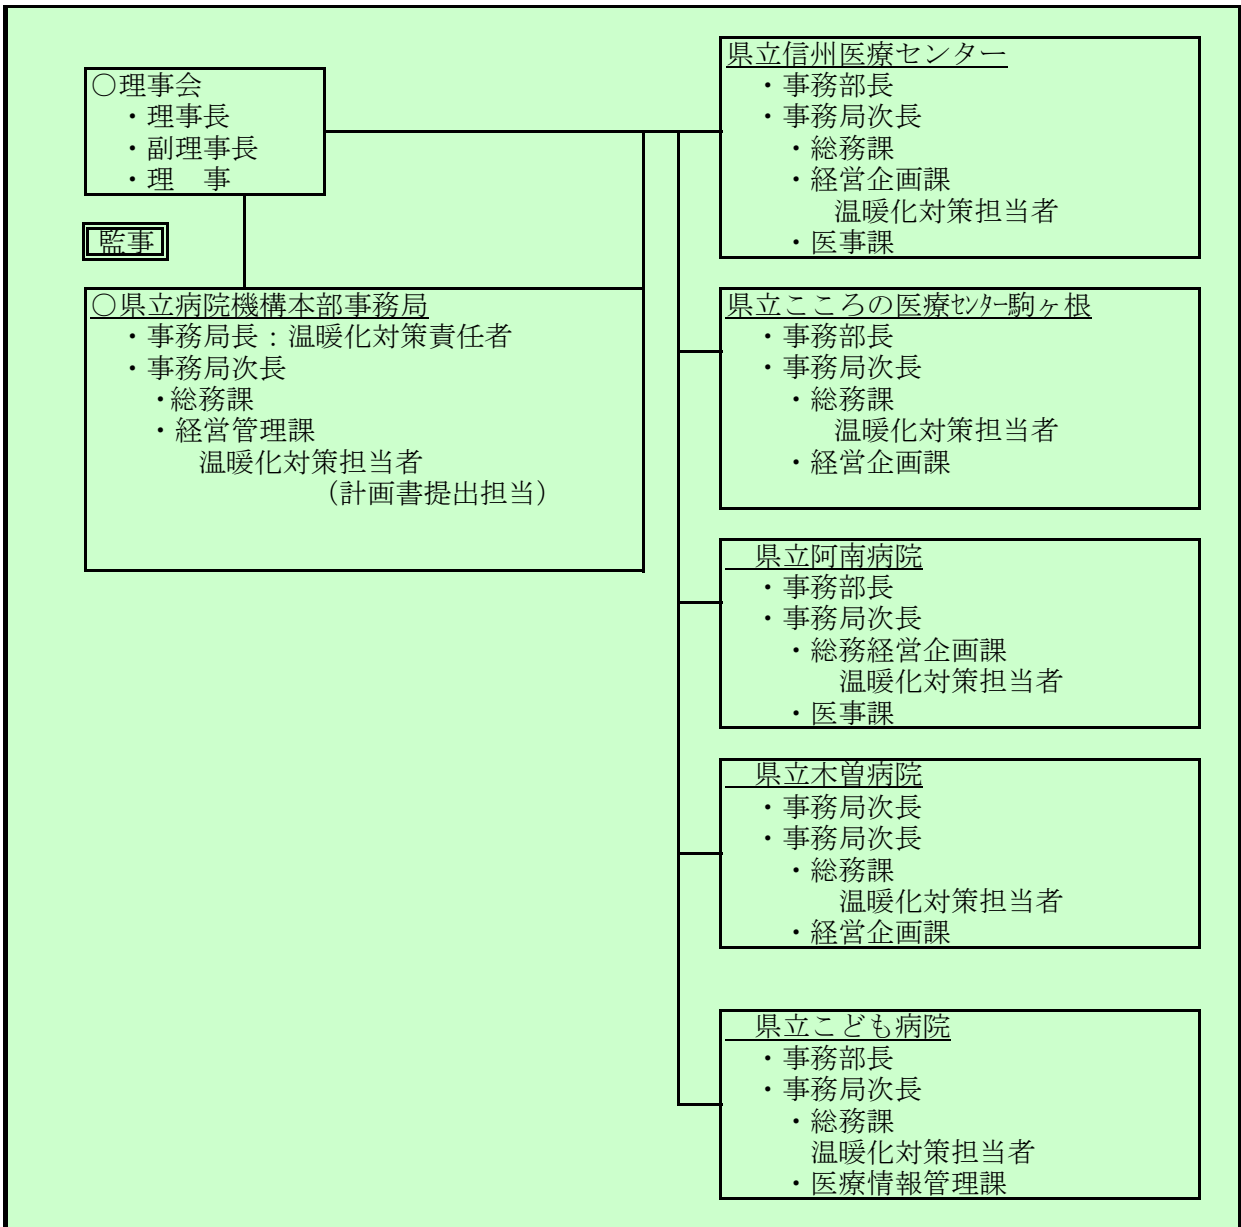 ○理事会
・理事長
・副理事長
・理　事
監事
○県立病院機構本部事務局
・事務局長：温暖化対策責任者
・事務局次長
・総務課
・経営管理課
温暖化対策担当者
（計画書提出担当）
県立信州医療センター
・事務部長
・事務局次長
・総務課
・経営企画課
温暖化対策担当者
・医事課
県立こころの医療ｾﾝﾀｰ駒ヶ根
・事務部長
・事務局次長
・総務課
温暖化対策担当者
・経営企画課
県立阿南病院
・事務部長
・事務局次長
・総務経営企画課
温暖化対策担当者
・医事課
県立木曽病院
・事務局次長
・事務局次長
・総務課
温暖化対策担当者
・経営企画課
県立こども病院
・事務部長
・事務局次長
・総務課
温暖化対策担当者
・医療情報管理課